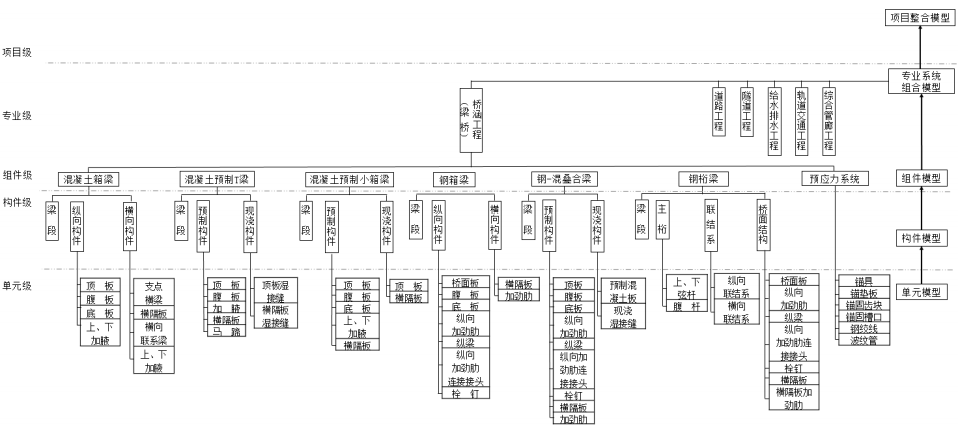 项目整合模型
项目级
专业系统
组合模型
专业级
桥涵工程
（梁桥）
道路工程
隧道工程
给水排水工程
轨道交通工程
综合管廊工程
组件级
混凝土箱梁
混凝土预制T梁
混凝土预制小箱梁
钢箱梁
钢-混叠合梁
钢桁梁
预应力系统
组件模型
构件级
梁段
纵向构件
横向构件
梁段
预制构件
现浇构件
梁段
预制构件
现浇构件
梁段
纵向构件
横向构件
梁段
预制构件
现浇构件
梁段
主桁
联结系
桥面结构
构件模型
单元级
顶 板
腹 板
底 板
上、下
加腋
支点
横梁
横隔板
横向
联系梁
上、下
加腋
顶 板
腹 板
加 腋
横隔板
马 蹄
顶板湿
接缝
横隔板
湿接缝
顶 板
腹 板
底 板
上、下
加腋
横隔板
顶 板
横隔板
桥面板
腹 板
底 板
纵向
加劲肋
纵梁
纵向
加劲肋
连接接头
栓 钉
横隔板
加劲肋
顶板
腹板
底板
纵向
加劲肋
纵梁
纵向加
劲肋连
接接头
栓钉
横隔板
加劲肋
预制混
凝土板
现浇
湿接缝
上、下
弦杆
腹 杆
纵向
联结系
横向
联结系
桥面板
纵向
加劲肋
纵梁
纵向
加劲肋连
接接头
栓钉
横隔板
横隔板加
劲肋
锚具
锚垫板
锚固齿块
锚固槽口
钢绞线
波纹管
单元模型